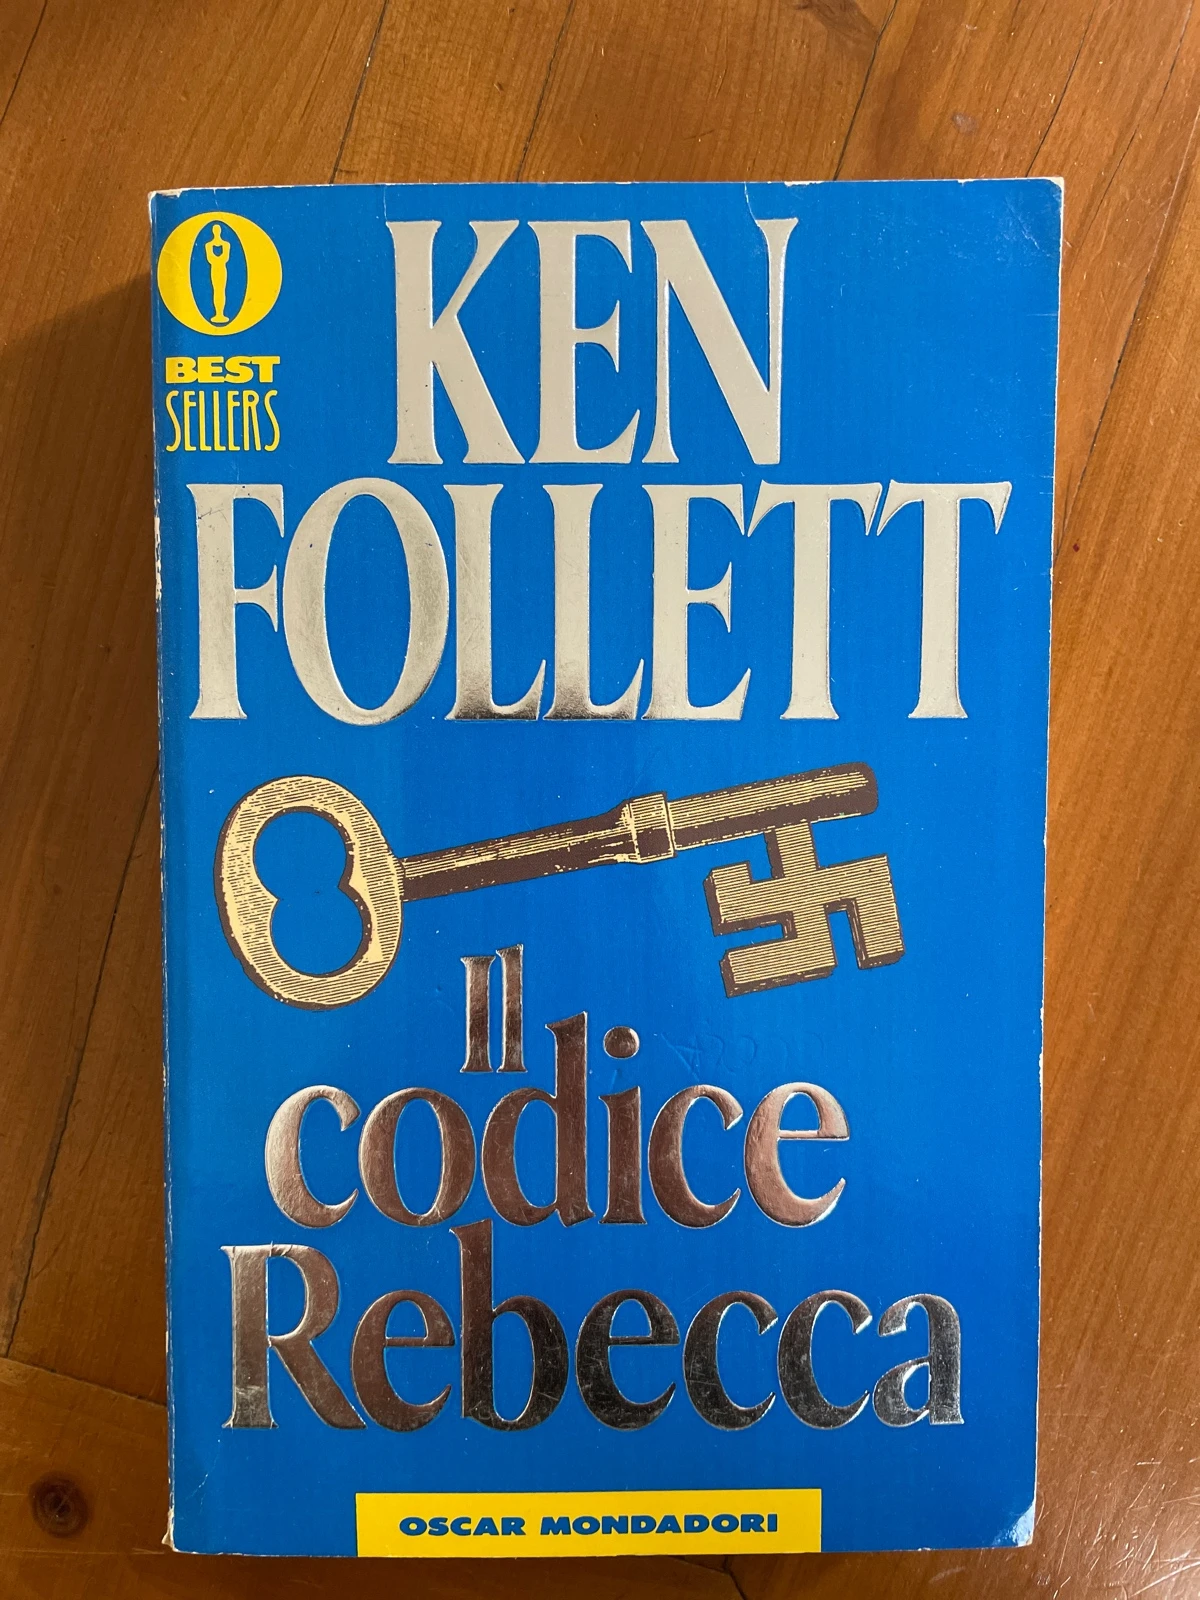 BEST
SELLERS
KEN
FOLLETT
Il
codice
Rebecca
OSCAR MONDADORI